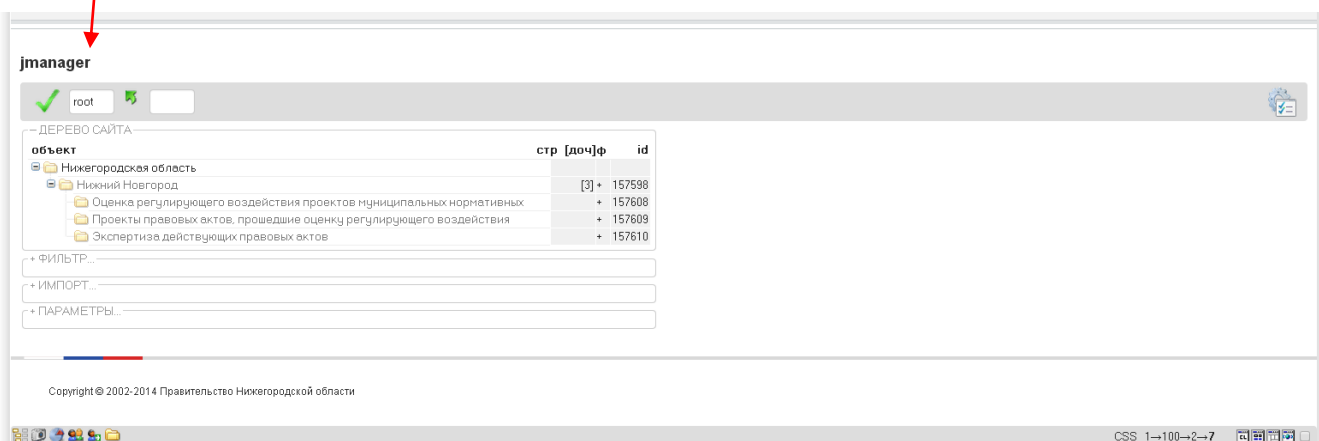 jmanager
root
– ДЕРЕВО САЙТА
объект стр [доч]ф id
Нижегородская область
Нижний Новгород [3] + 157598
Оценка регулирующего воздействия проектов муниципальных нормативных + 157608
Проекты правовых актов, прошедшие оценку регулирующего воздействия + 157609
Экспертиза действующих правовых актов + 157610
+ ФИЛЬТР...
+ ИМПОРТ...
+ ПАРАМЕТРЫ...
Copyright © 2002-2014 Правительство Нижегородской области
CSS 1→100→2→7